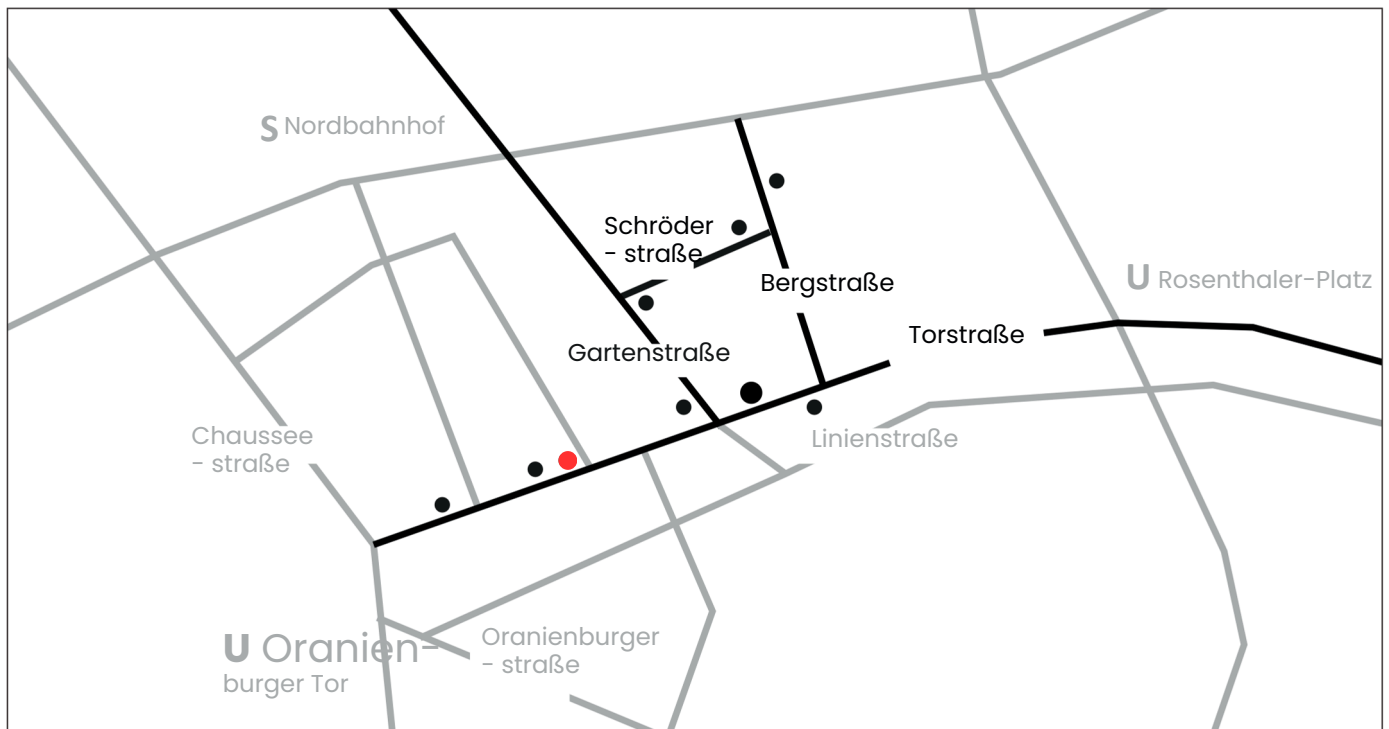 S Nordbahnhof
Schröder
- straße
Bergstraße
U Rosenthaler-Platz
Torstraße
Gartenstraße
Chaussee
- straße
Linienstraße
U Oranien-
burger Tor
Oranienburger
- straße